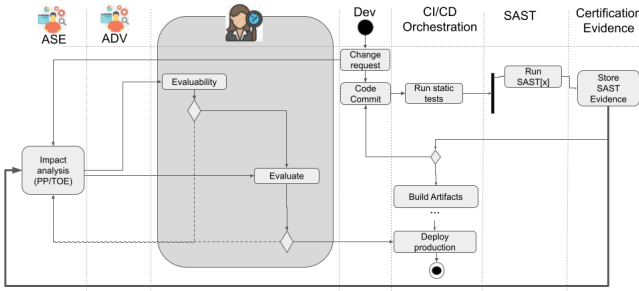 ASE
ADV
Dev
CI/CD
Orchestration
SAST
Certification
Evidence
Change
request
Evaluability
Code
Commit
Run static
tests
Run
SAST[x]
Store
SAST
Evidence
Impact
analysis
(PP/TOE)
Evaluate
Build Artifacts
...
Deploy
production